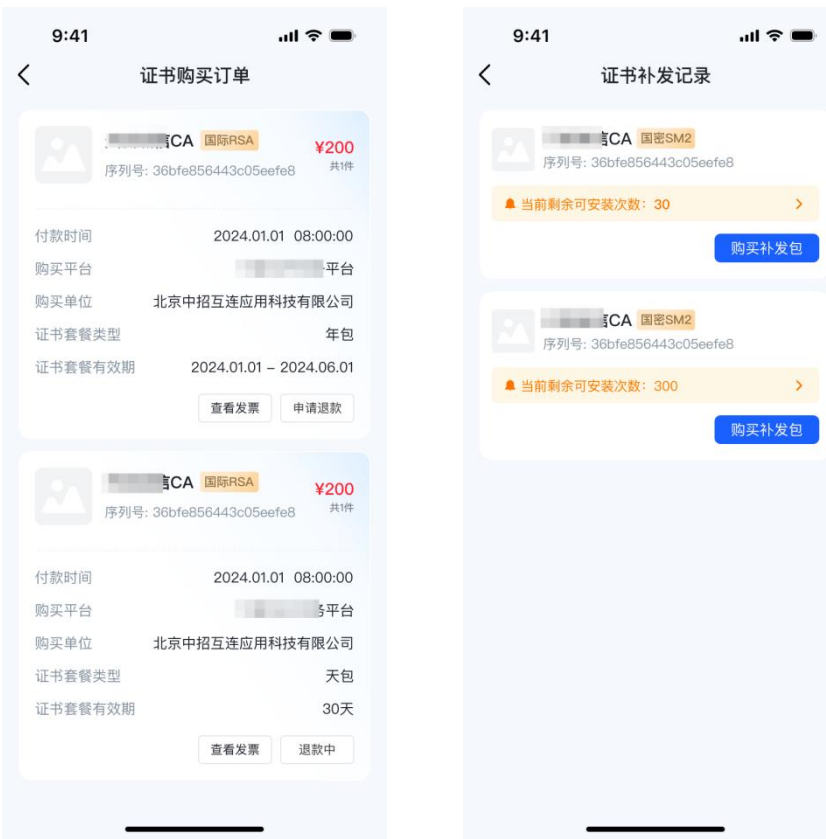 9:41
证书购买订单
CA 国际RSA
¥200
序列号: 36bfe856443c05eefe8
共1件
付款时间 2024.01.01 08:00:00
购买平台 平台
购买单位 北京中招互连应用科技有限公司
证书套餐类型 年包
证书套餐有效期 2024.01.01 – 2024.06.01
查看发票 申请退款
信CA 国际RSA
¥200
序列号: 36bfe856443c05eefe8
共1件
付款时间 2024.01.01 08:00:00
购买平台 平台
购买单位 北京中招互连应用科技有限公司
证书套餐类型 天包
证书套餐有效期 30天
查看发票 退款中
9:41
证书补发记录
CA 国密SM2
序列号: 36bfe856443c05eefe8
当前剩余可安装次数：30
购买补发包
信CA 国密SM2
序列号: 36bfe856443c05eefe8
当前剩余可安装次数：300
购买补发包